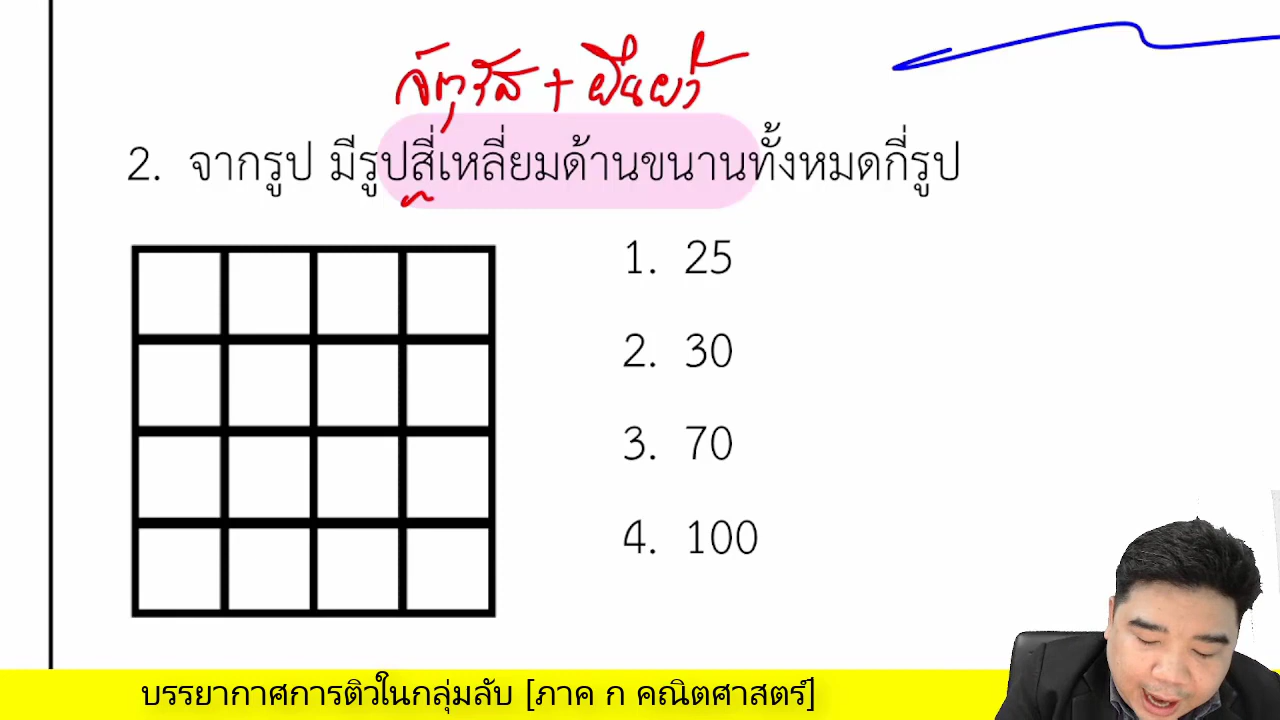 จัตุรัส + ผืนผ้า
2. จากรูป มีรูปสี่เหลี่ยมด้านขนานทั้งหมดกี่รูป
1. 25
2. 30
3. 70
4. 100
บรรยากาศการติวในกลุ่มลับ [ภาค ก คณิตศาสตร์]